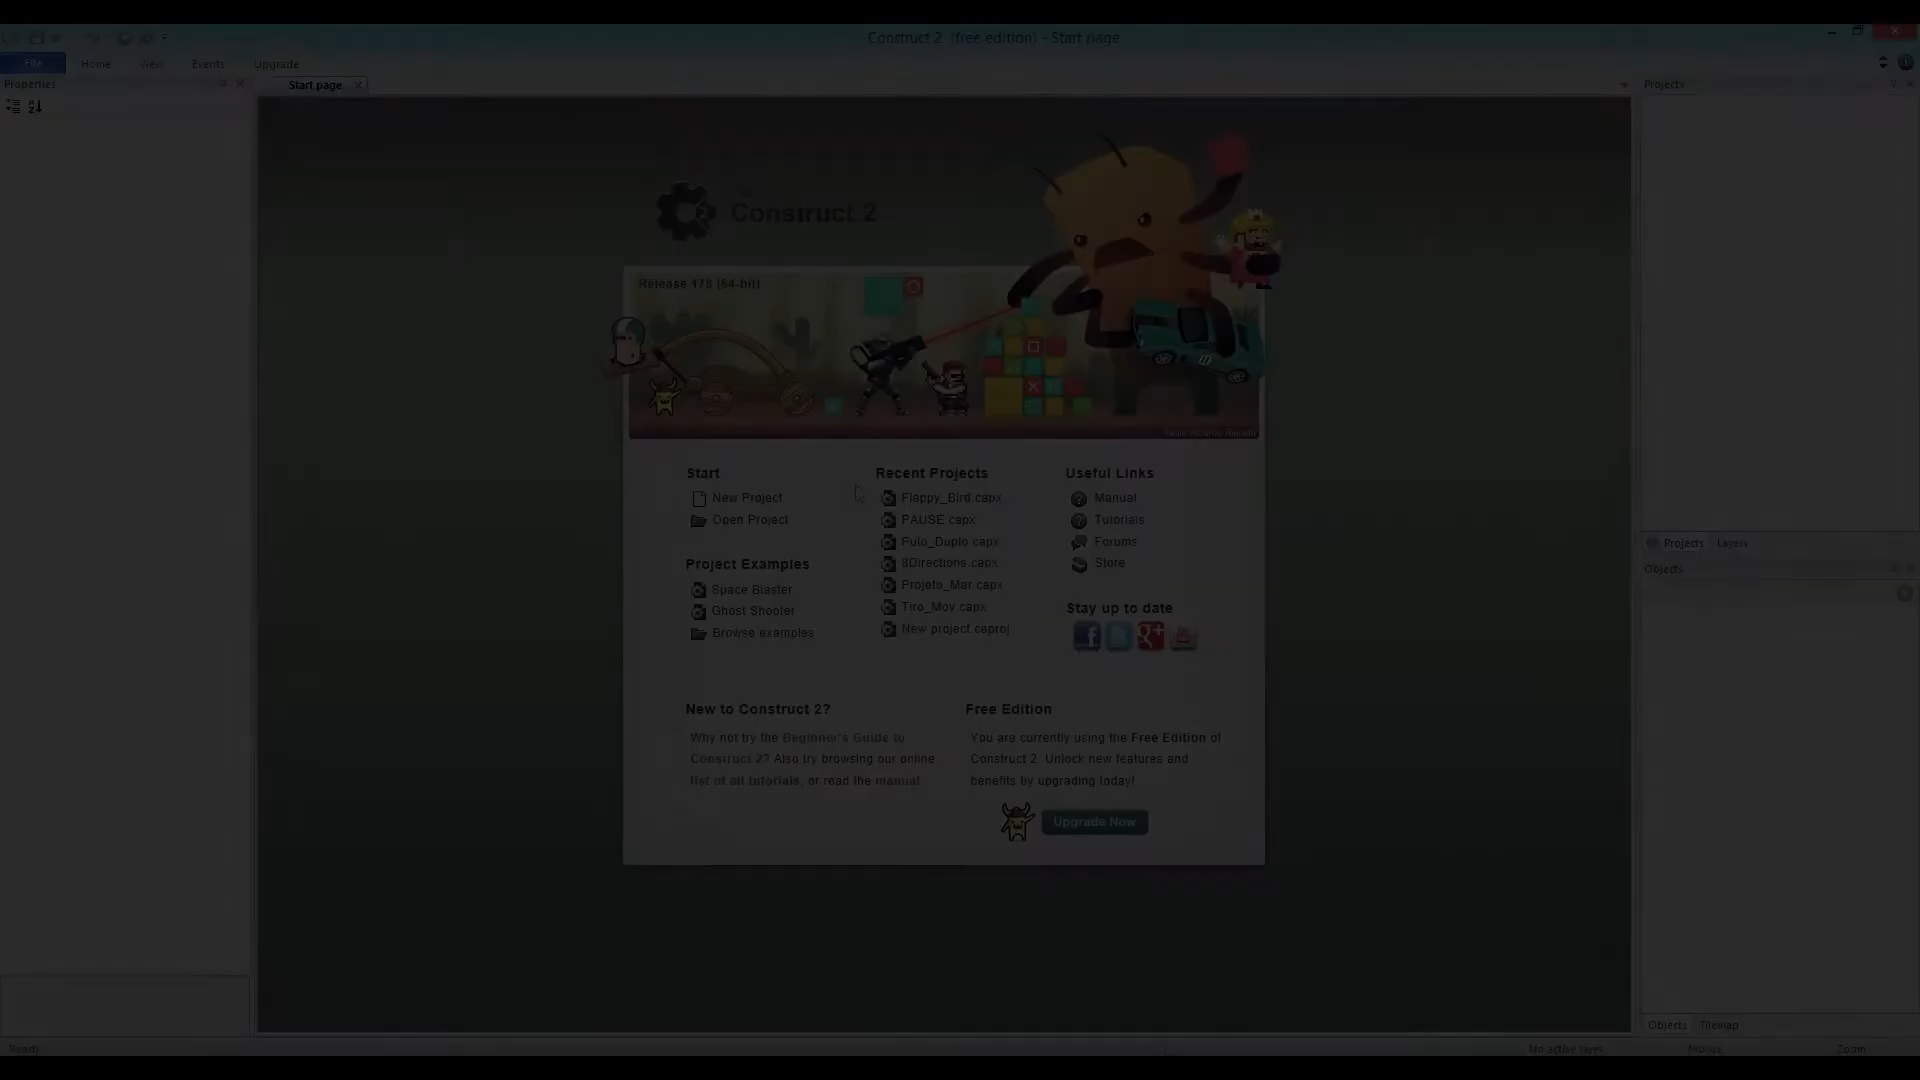 Construct 2 (free edition) - Start page
File Home View Events Upgrade
Properties
Start page
Projects
Construct 2
Release 178 (64-bit)
Start
New Project
Open Project
Project Examples
Space Blaster
Ghost Shooter
Browse examples
Recent Projects
Flappy_Bird.capx
PAUSE.capx
Pulo_Duplo.capx
8Directions.capx
Projeto_Mar.capx
Tiro_Mov.capx
New project.caproj
Useful Links
Manual
Tutorials
Forums
Store
Stay up to date
New to Construct 2?
Why not try the Beginner's Guide to
Construct 2? Also try browsing our online
list of all tutorials, or read the manual.
Free Edition
You are currently using the Free Edition of
Construct 2. Unlock new features and
benefits by upgrading today!
Upgrade Now
Projects Layers
Objects
Objects Tilemap
Ready
No active layer
Mouse
Zoom